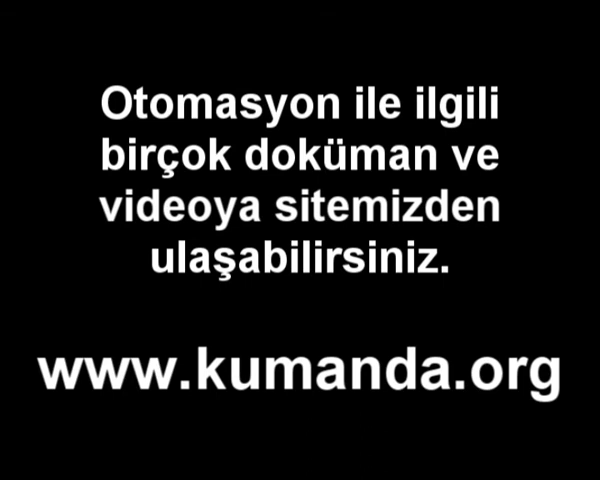 Otomasyon ile ilgili
birçok doküman ve
videoya sitemizden
ulaşabilirsiniz.
www.kumanda.org